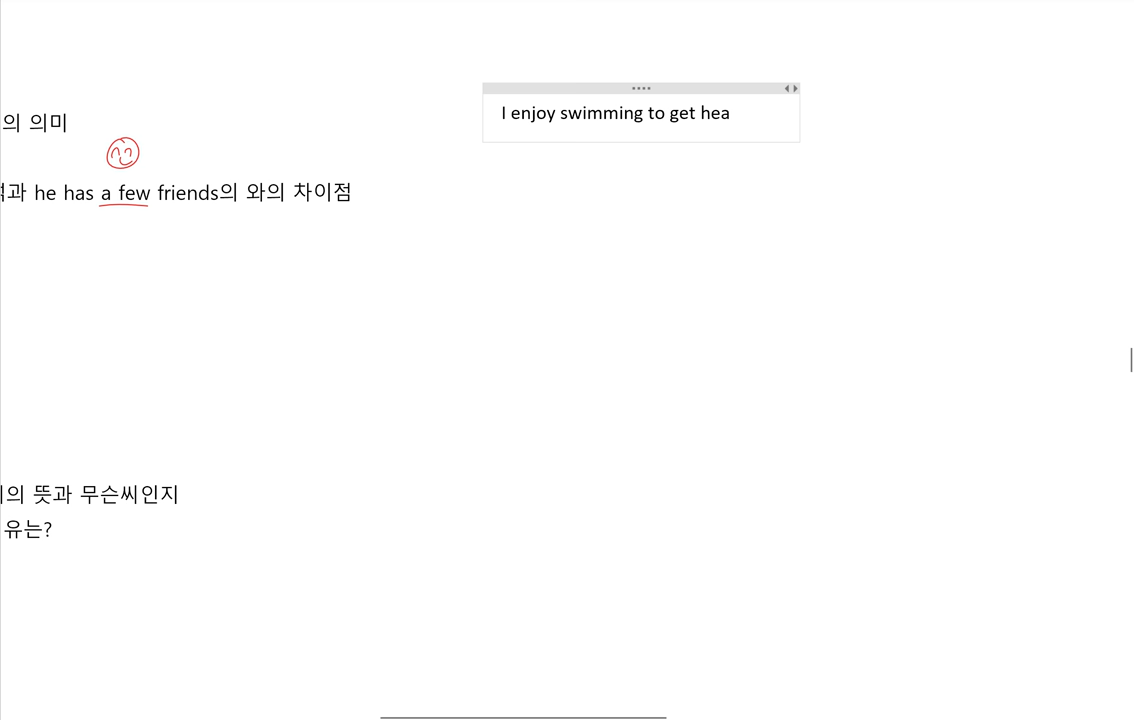 의 의미
I enjoy swimming to get hea
he has a few friends의 와의 차이점
의 뜻과 무슨씨인지
유는?